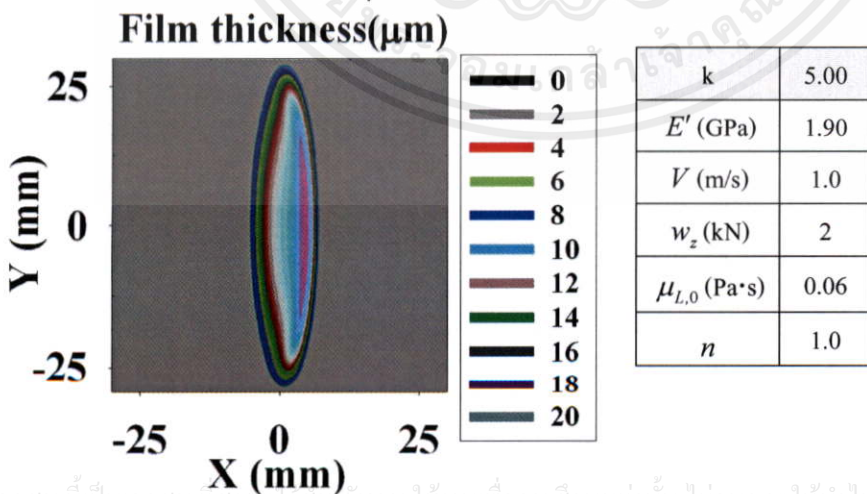 Film thickness(μm)
25
0
-25
Y (mm)
-25 0 25
X (mm)
0
2
4
6
8
10
12
14
16
18
20
k 5.00
E′ (GPa) 1.90
V (m/s) 1.0
w_z (kN) 2
μ_L,0 (Pa·s) 0.06
n 1.0